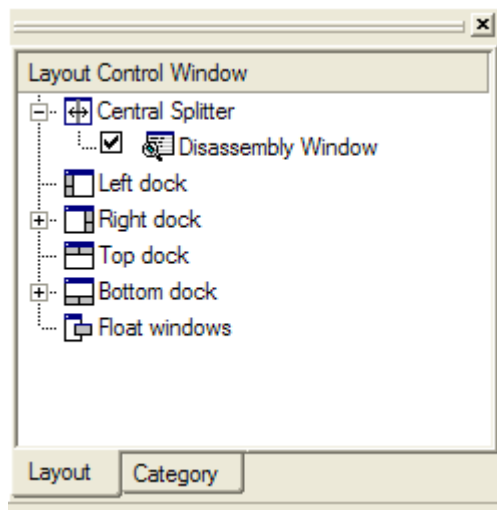 Layout Control Window
Central Splitter
Disassembly Window
Left dock
Right dock
Top dock
Bottom dock
Float windows
Layout Category